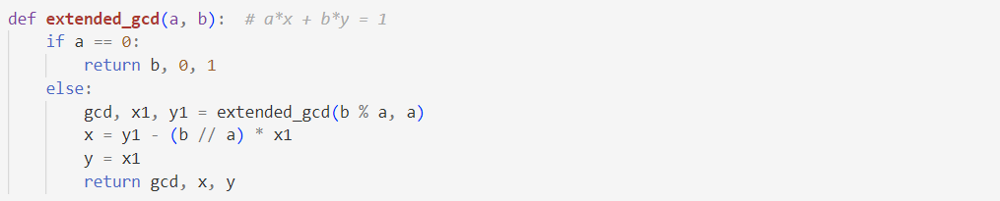 def extended_gcd(a, b):  # a*x + b*y = 1
    if a == 0:
        return b, 0, 1
    else:
        gcd, x1, y1 = extended_gcd(b % a, a)
        x = y1 - (b // a) * x1
        y = x1
        return gcd, x, y